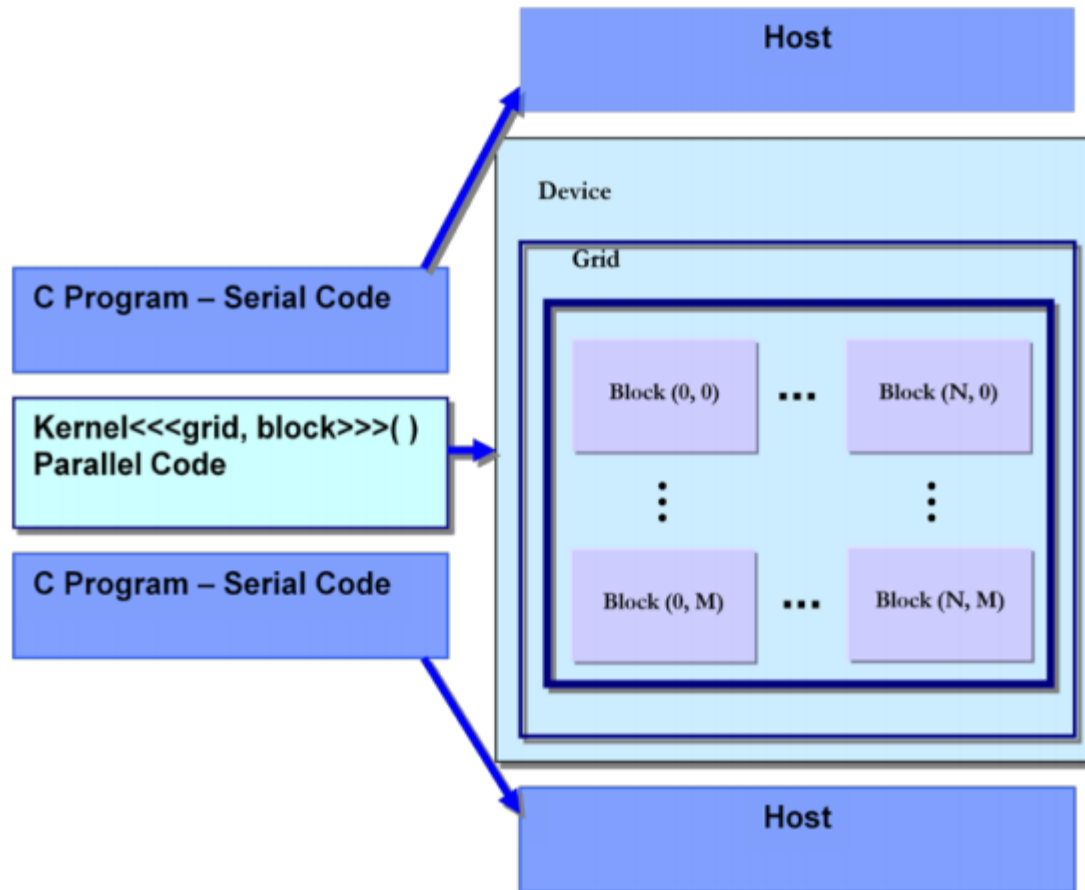 Host
Device
Grid
C Program – Serial Code
Block (0, 0) ... Block (N, 0)
Kernel<<<grid, block>>>( )
Parallel Code
C Program – Serial Code
Block (0, M) ... Block (N, M)
Host